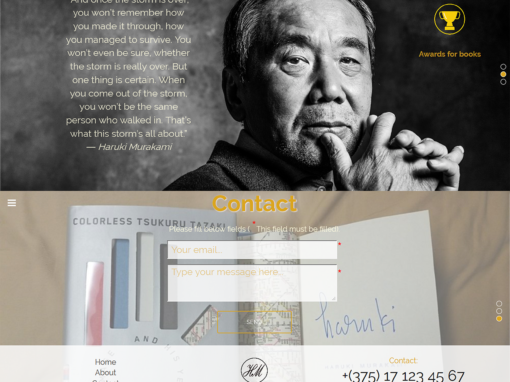 And once the storm is over,
you won't remember how
you made it through, how
you managed to survive. You
won't even be sure, whether
the storm is really over. But
one thing is certain. When
you come out of the storm,
you won't be the same
person who walked in. That's
what this storm's all about."
― Haruki Murakami
Awards for books
Contact
Please fill below fields ! * This field must be filled!
COLORLESS TSUKURU TAZAKI
Your email... *
Type your message here... *
AND
haruki
Home
About
HM
Contact:
+(375) 17 123 45 67